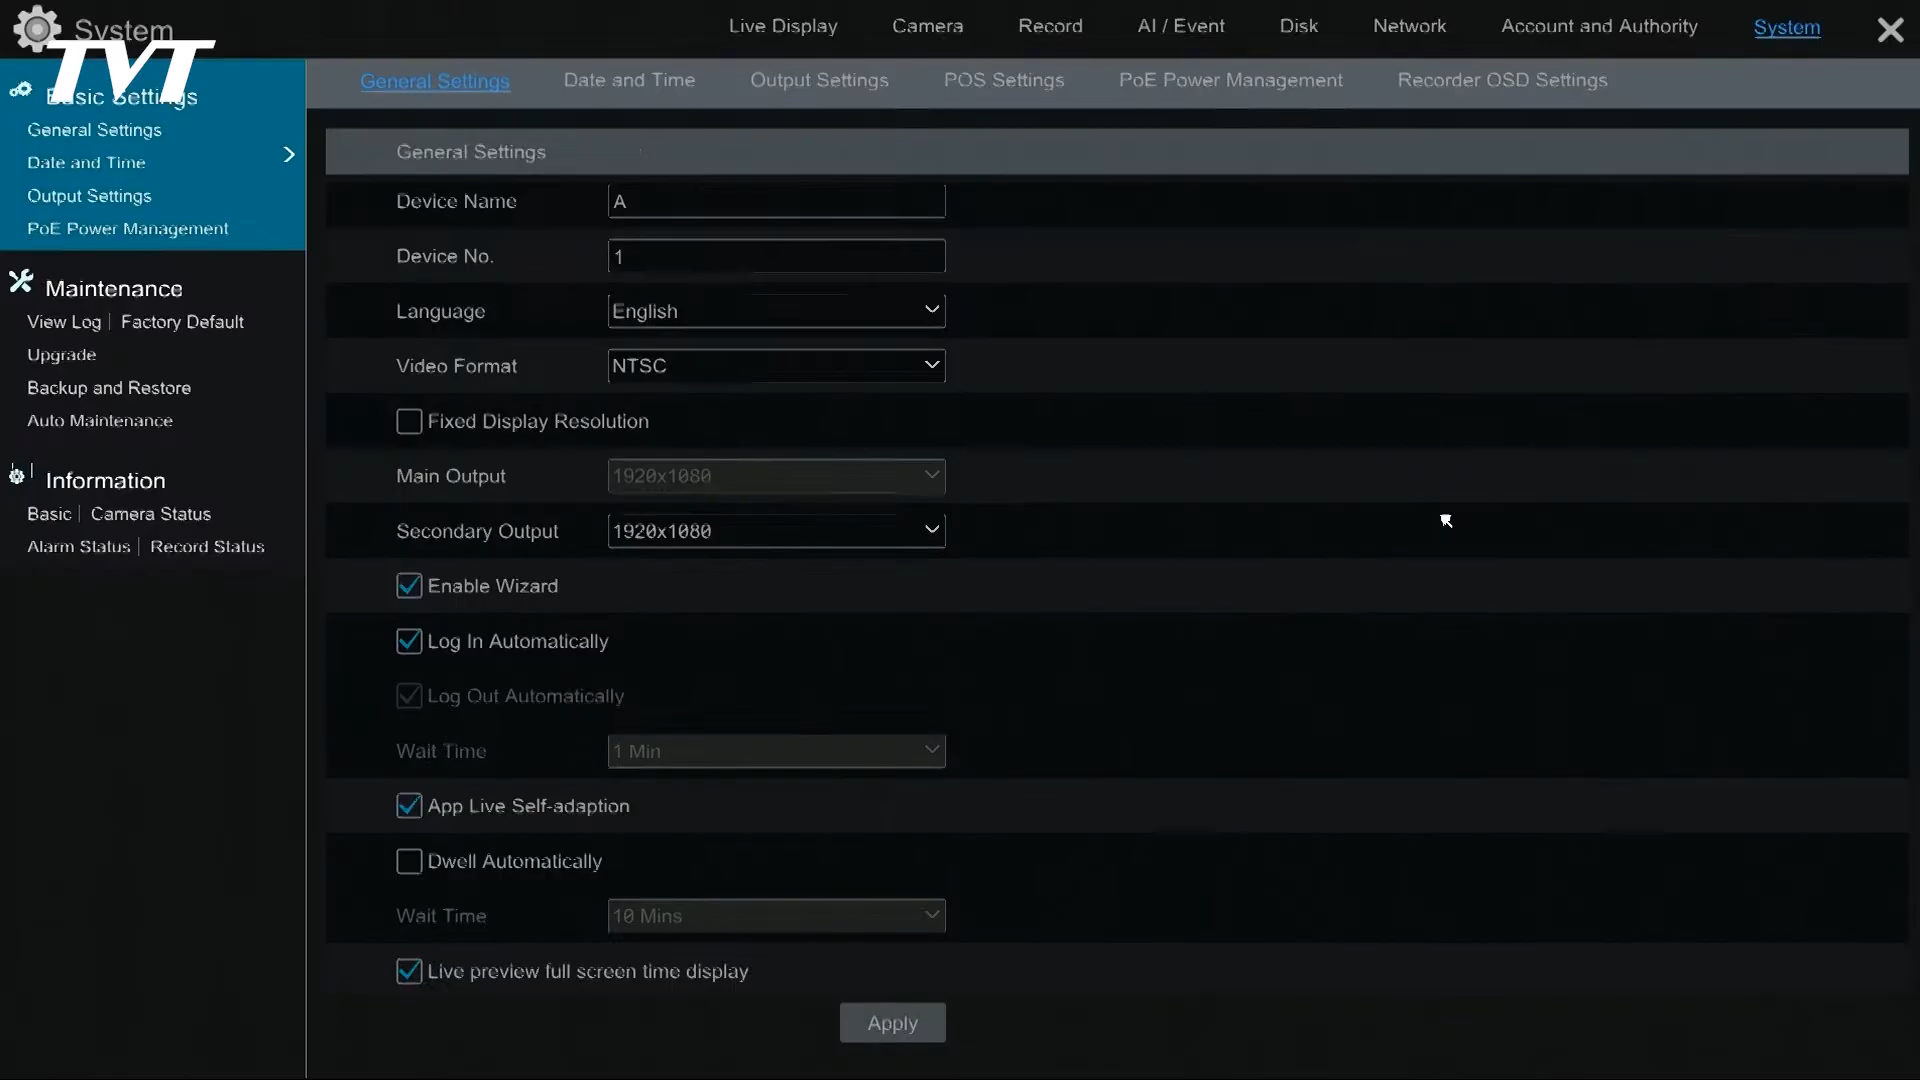 System
TVT
Live Display
Camera
Record
AI / Event
Disk
Network
Account and Authority
System
Basic Settings
General Settings
Date and Time
Output Settings
PoE Power Management
Maintenance
View Log | Factory Default
Upgrade
Backup and Restore
Auto Maintenance
Information
Basic | Camera Status
Alarm Status | Record Status
General Settings
Date and Time
Output Settings
POS Settings
PoE Power Management
Recorder OSD Settings
General Settings
Device Name A
Device No. 1
Language English
Video Format NTSC
Fixed Display Resolution
Main Output 1920x1080
Secondary Output 1920x1080
Enable Wizard
Log In Automatically
Log Out Automatically
Wait Time 1 Min
App Live Self-adaption
Dwell Automatically
Wait Time 10 Mins
Live preview full screen time display
Apply